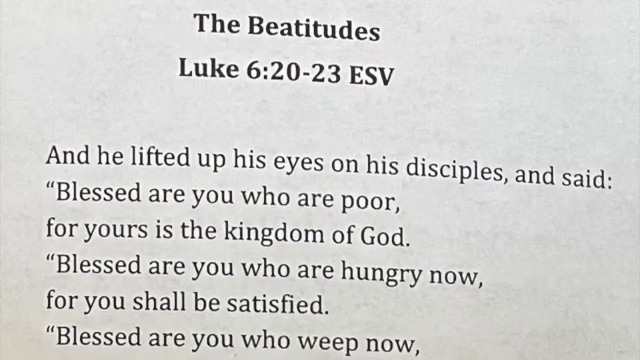 The Beatitudes
Luke 6:20-23 ESV
And he lifted up his eyes on his disciples, and said:
“Blessed are you who are poor,
for yours is the kingdom of God.
“Blessed are you who are hungry now,
for you shall be satisfied.
“Blessed are you who weep now,